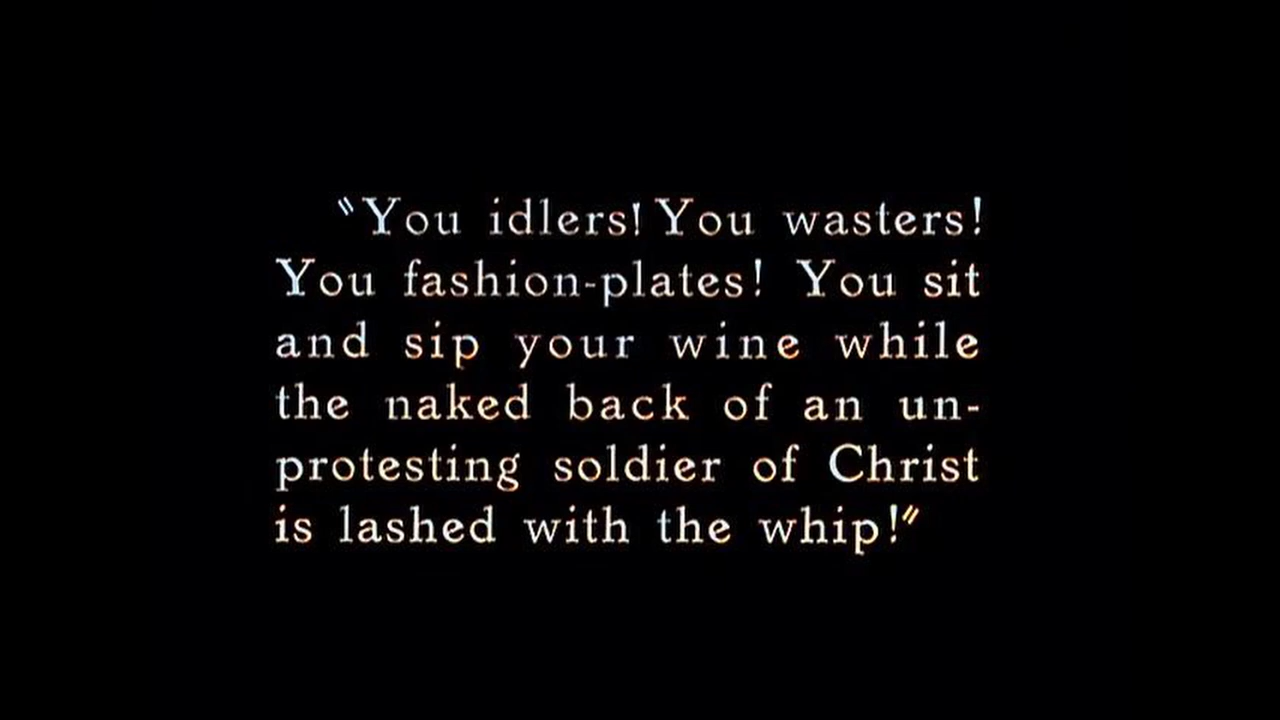 "You idlers! You wasters!
You fashion-plates! You sit
and sip your wine while
the naked back of an un-
protesting soldier of Christ
is lashed with the whip!"